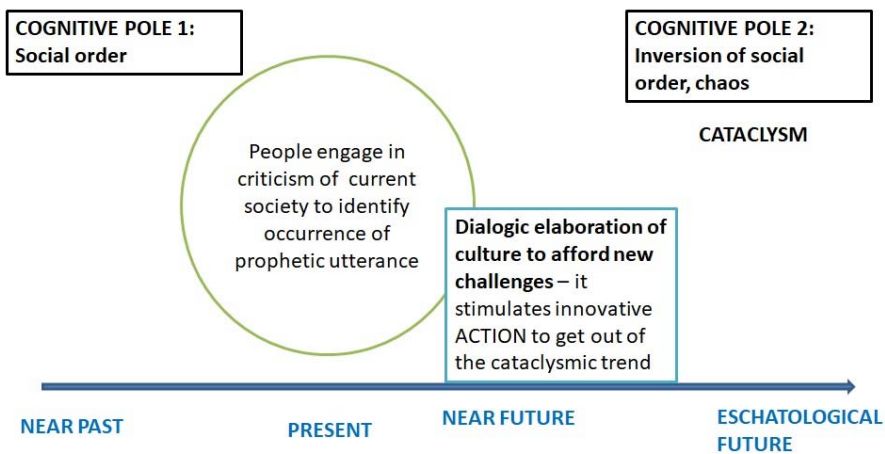 COGNITIVE POLE 1:
Social order
COGNITIVE POLE 2:
Inversion of social
order, chaos
CATACLYSM
People engage in
criticism of current
society to identify
occurrence of
prophetic utterance
Dialogic elaboration of
culture to afford new
challenges – it
stimulates innovative
ACTION to get out of
the cataclysmic trend
NEAR PAST
PRESENT
NEAR FUTURE
ESCHATOLOGICAL
FUTURE